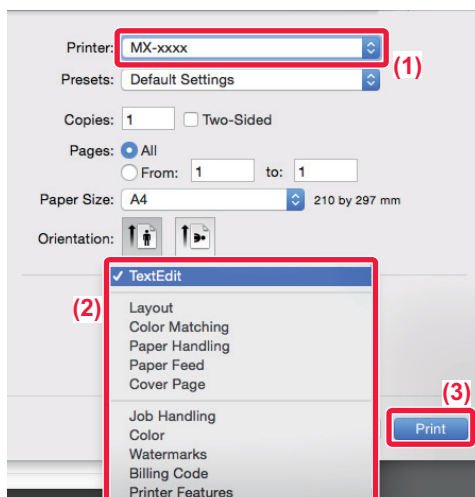 Printer: MX-xxxx
(1)
Presets: Default Settings
Copies: 1 Two-Sided
Pages: All
From: 1 to: 1
Paper Size: A4 210 by 297 mm
Orientation:
✓ TextEdit
(2)
Layout
Color Matching
Paper Handling
Paper Feed
Cover Page
(3)
Job Handling
Print
Color
Watermarks
Billing Code
Printer Features